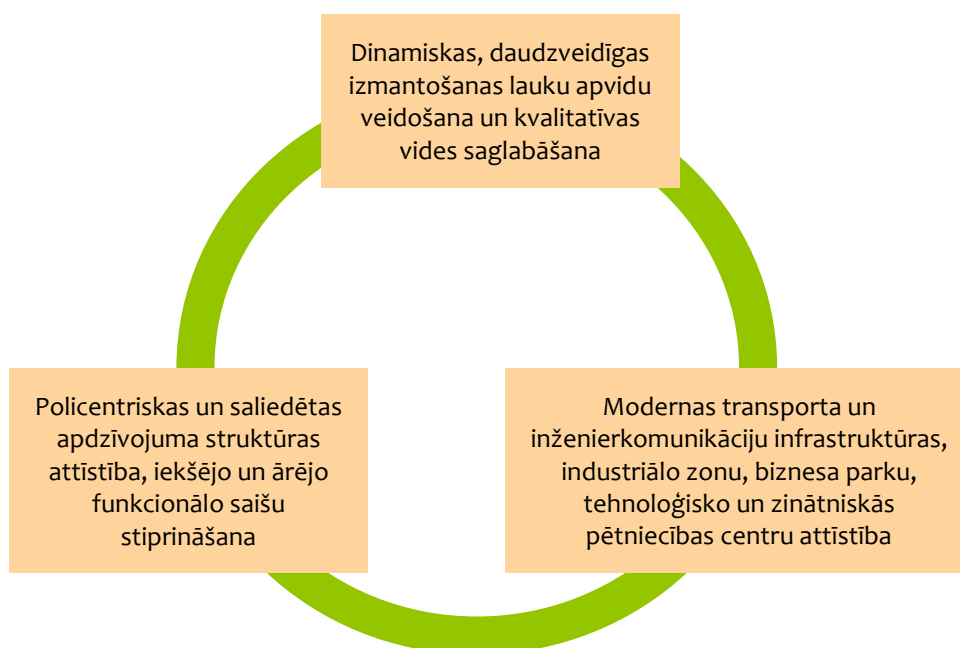 Dinamiskas, daudzveidīgas
izmantošanas lauku apvidu
veidošana un kvalitatīvas
vides saglabāšana
Policentriskas un saliedētas
apdzīvojuma struktūras
attīstība, iekšējo un ārējo
funkcionālo saišu
stiprināšana
Modernas transporta un
inženierkomunikāciju infrastruktūras,
industriālo zonu, biznesa parku,
tehnoloģisko un zinātniskās
pētniecības centru attīstība